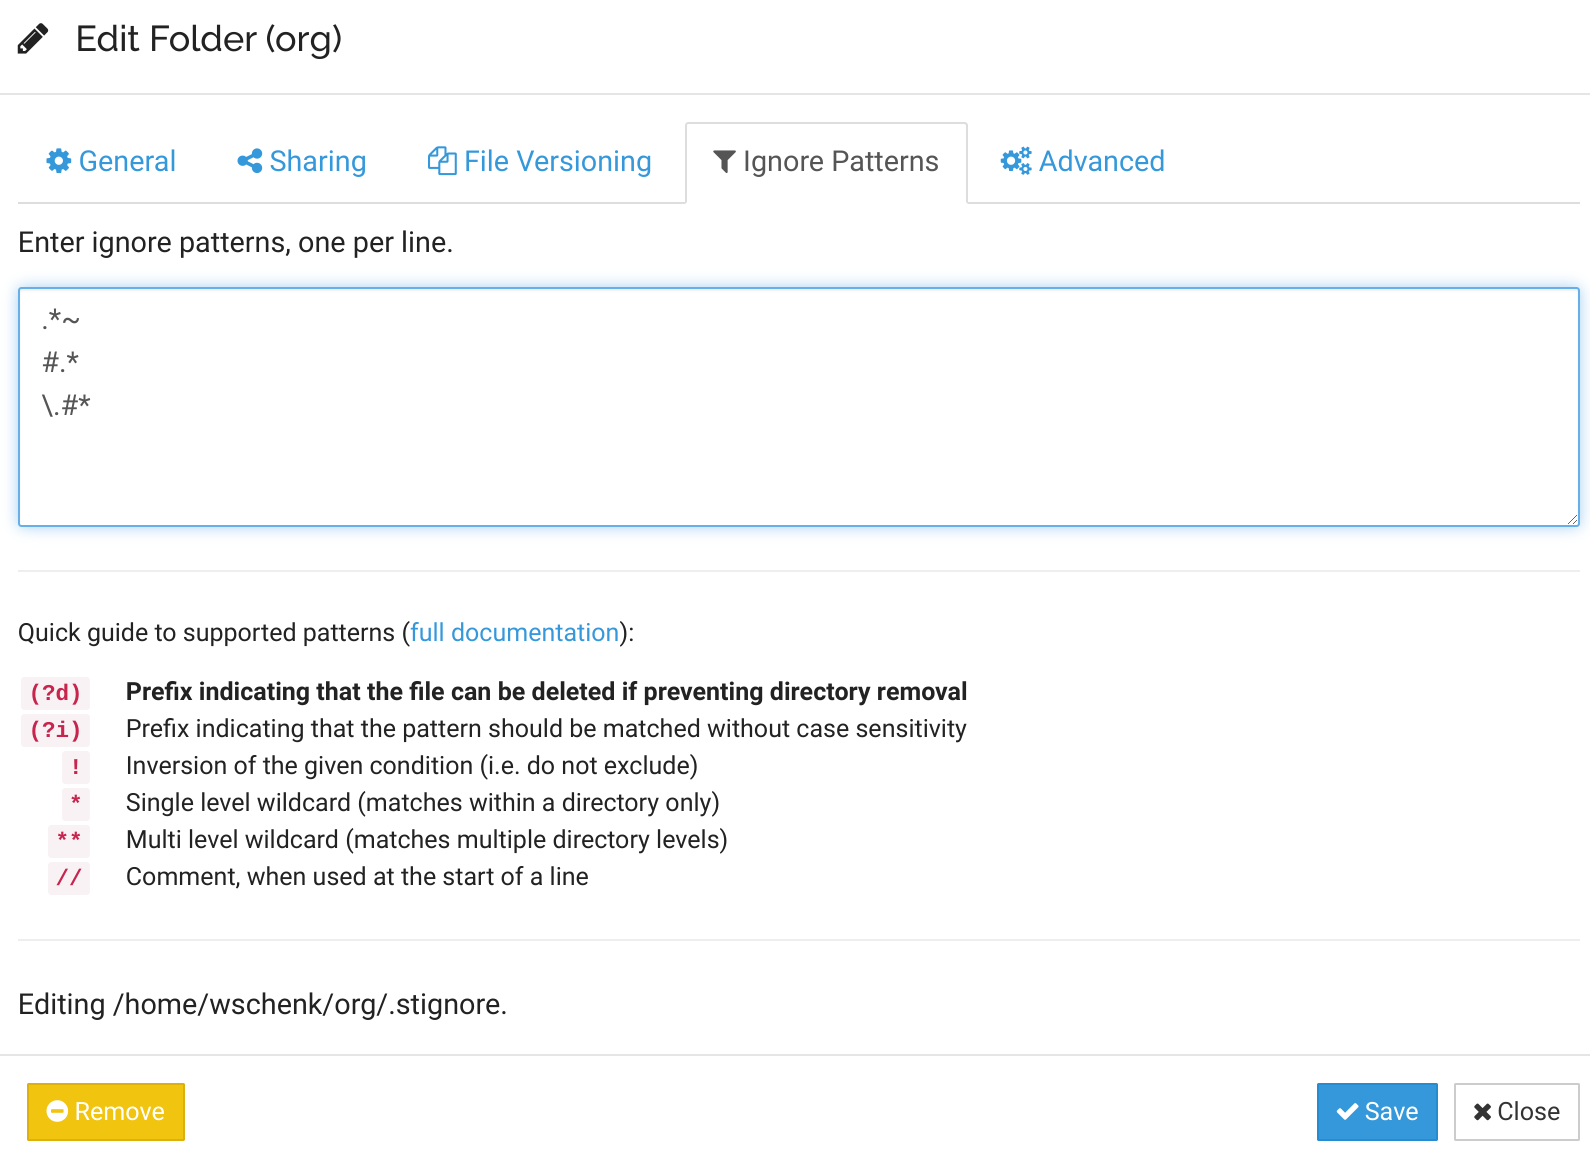 Edit Folder (org)
General Sharing File Versioning Ignore Patterns Advanced
Enter ignore patterns, one per line.
.*~
#.*
\.#*
Quick guide to supported patterns (full documentation):
(?d) Prefix indicating that the file can be deleted if preventing directory removal
(?i) Prefix indicating that the pattern should be matched without case sensitivity
! Inversion of the given condition (i.e. do not exclude)
* Single level wildcard (matches within a directory only)
** Multi level wildcard (matches multiple directory levels)
// Comment, when used at the start of a line
Editing /home/wschenk/org/.stignore.
Remove Save Close